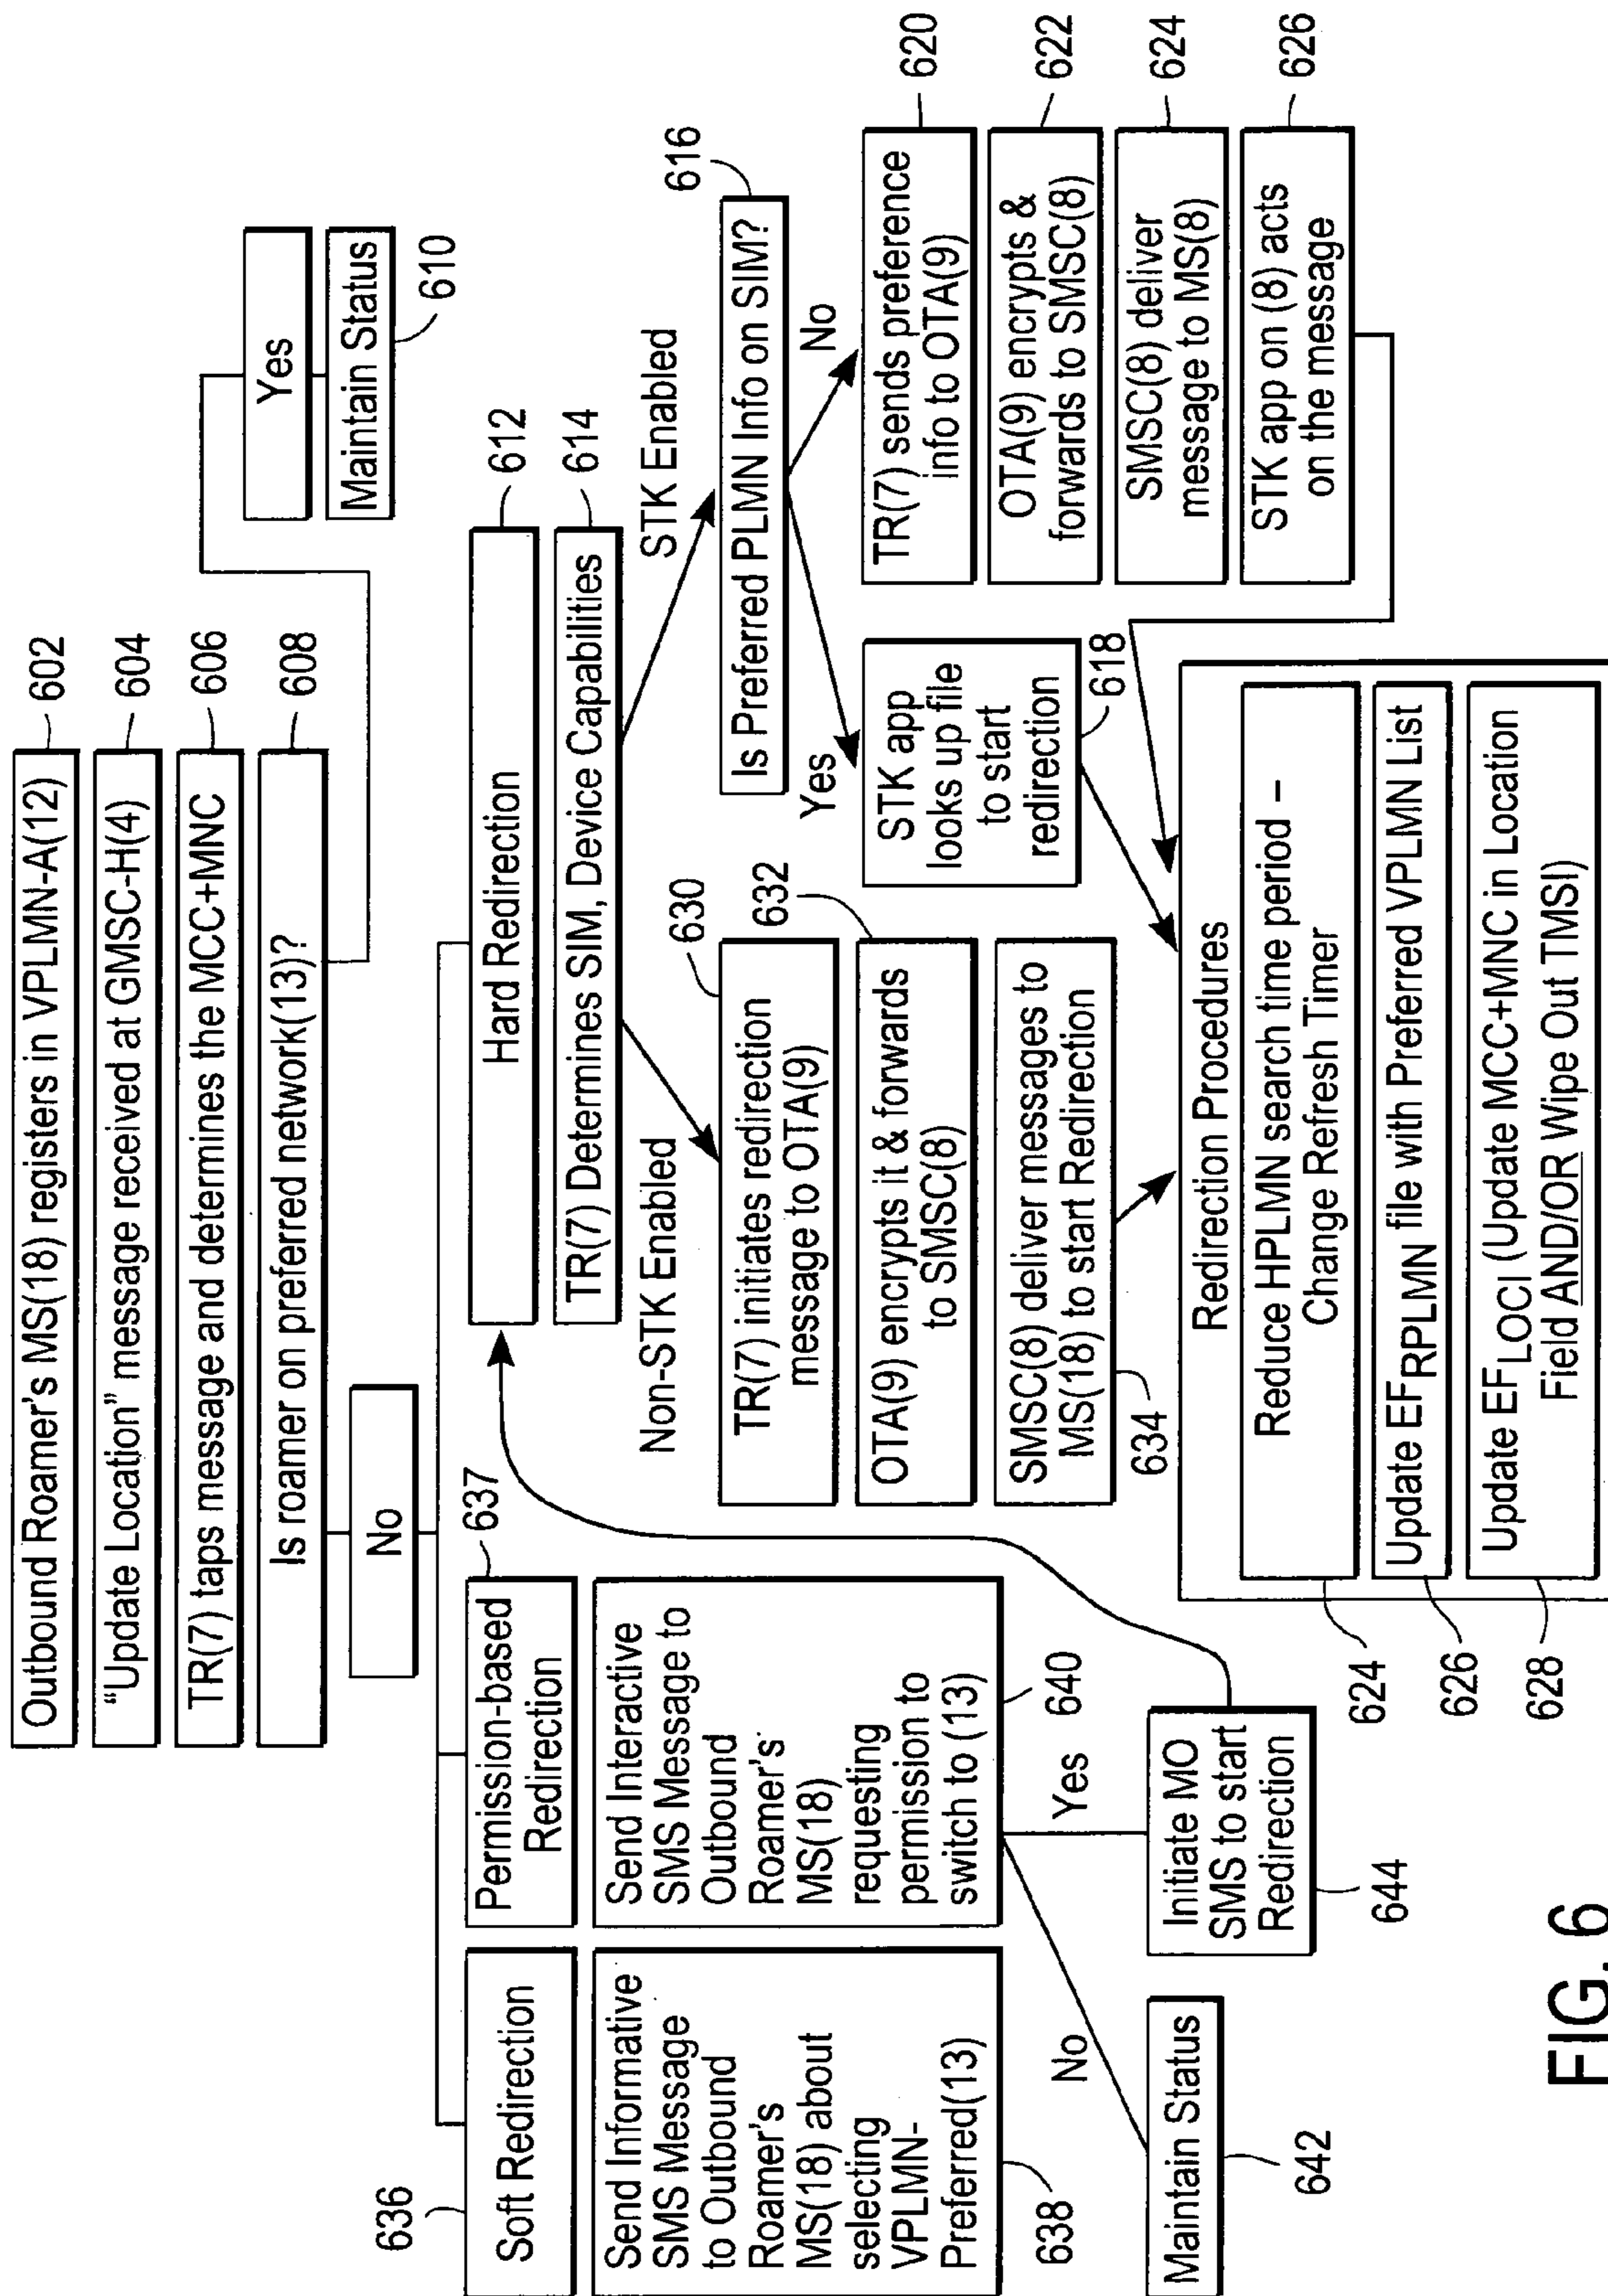 Outbound Roamer's MS(18) registers in VPLMN-A(12)
602
"Update Location" message received at GMSC-H(4)
604
TR(7) taps message and determines the MCC+MNC
606
Is roamer on preferred network(13)?
608
Yes
Maintain Status
610
No
Soft Redirection
636
Send Informative
SMS Message
to Outbound
Roamer's
MS(18) about
selecting
VPLMN-
Preferred(13)
638
Permission-based
Redirection
637
Send Interactive
SMS Message to
Outbound
Roamer's
MS(18)
requesting
permission to
switch to (13)
640
No
Yes
Maintain Status
642
Initiate MO
SMS to start
Redirection
644
Hard Redirection
612
TR(7) Determines SIM, Device Capabilities
614
Non-STK Enabled
STK Enabled
TR(7) initiates redirection
message to OTA(9)
630
OTA(9) encrypts it & forwards
to SMSC(8)
632
SMSC(8) deliver messages to
MS(18) to start Redirection
634
Is Preferred PLMN Info on SIM?
616
Yes
No
STK app
looks up file
to start
redirection
618
TR(7) sends preference
info to OTA(9)
620
OTA(9) encrypts &
forwards to SMSC(8)
622
SMSC(8) deliver
message to MS(8)
624
STK app on (8) acts
on the message
626
Redirection Procedures
Reduce HPLMN search time period –
Change Refresh Timer
624
Update EFRPLMN file with Preferred VPLMN List
626
Update EFLOCI (Update MCC+MNC in Location
Field AND/OR Wipe Out TMSI)
628
FIG. 6